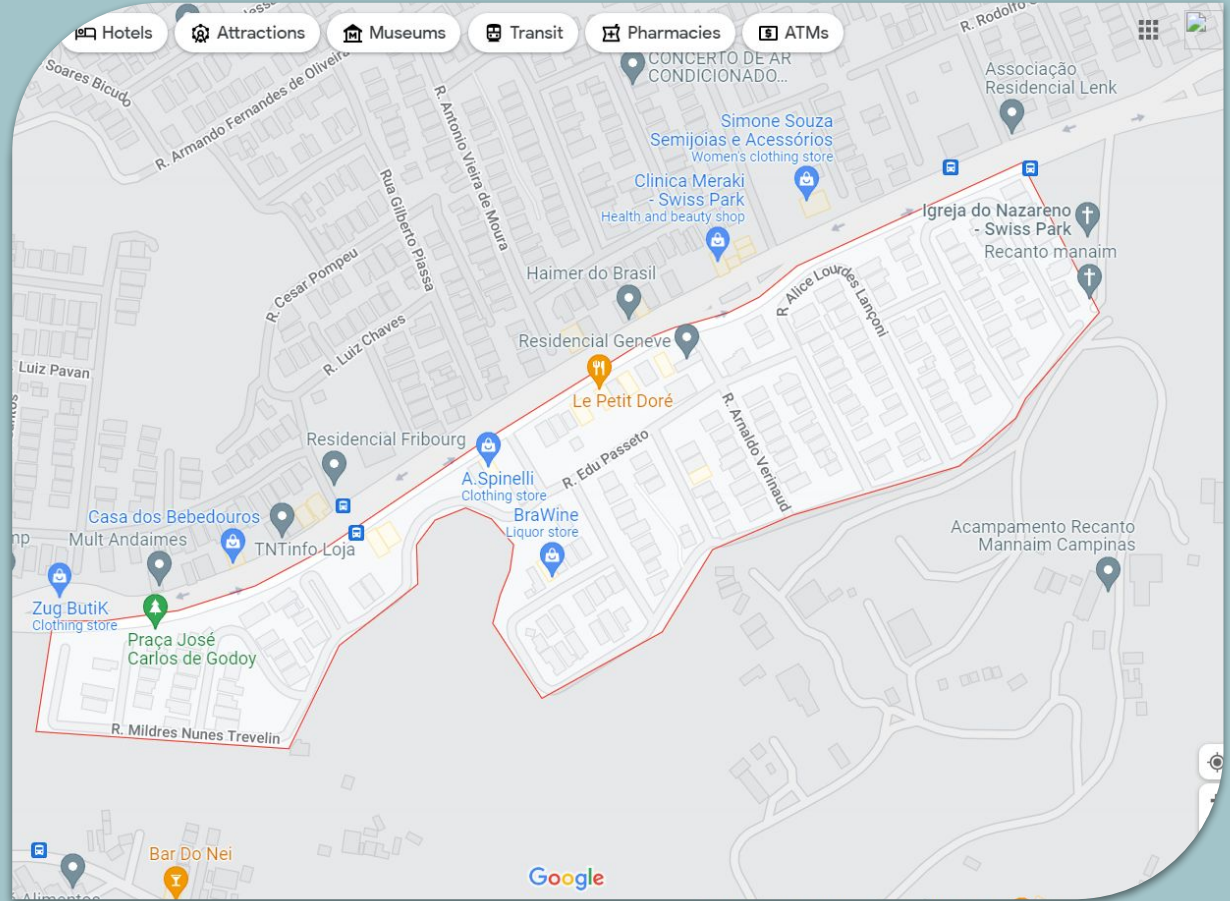 Hotels
Attractions
Museums
Transit
Pharmacies
ATMs
Soares Bicudo
R. Armando Fernandes de Oliveira
R. Antonio Vieira de Moura
CONCERTO DE AR
CONDICIONADO...
R. Rodolfo
Associação
Residencial Lenk
Simone Souza
Semijoias e Acessórios
Women's clothing store
Clinica Meraki
- Swiss Park
Health and beauty shop
Rua Gilberto Piassa
Igreja do Nazareno
- Swiss Park
Recanto manaim
R. Cesar Pompeu
Haimer do Brasil
R. Alice Lourdes Lançoni
R. Luiz Chaves
Residencial Geneve
Luiz Pavan
Le Petit Doré
R. Arnaldo Verinaud
Residencial Fribourg
R. Edu Passeto
A.Spinelli
Clothing store
BraWine
Liquor store
Casa dos Bebedouros
Mult Andaimes
TNTinfo Loja
Acampamento Recanto
Mannaim Campinas
Zug ButiK
Clothing store
Praça José
Carlos de Godoy
R. Mildres Nunes Trevelin
Bar Do Nei
Google
Alimentos